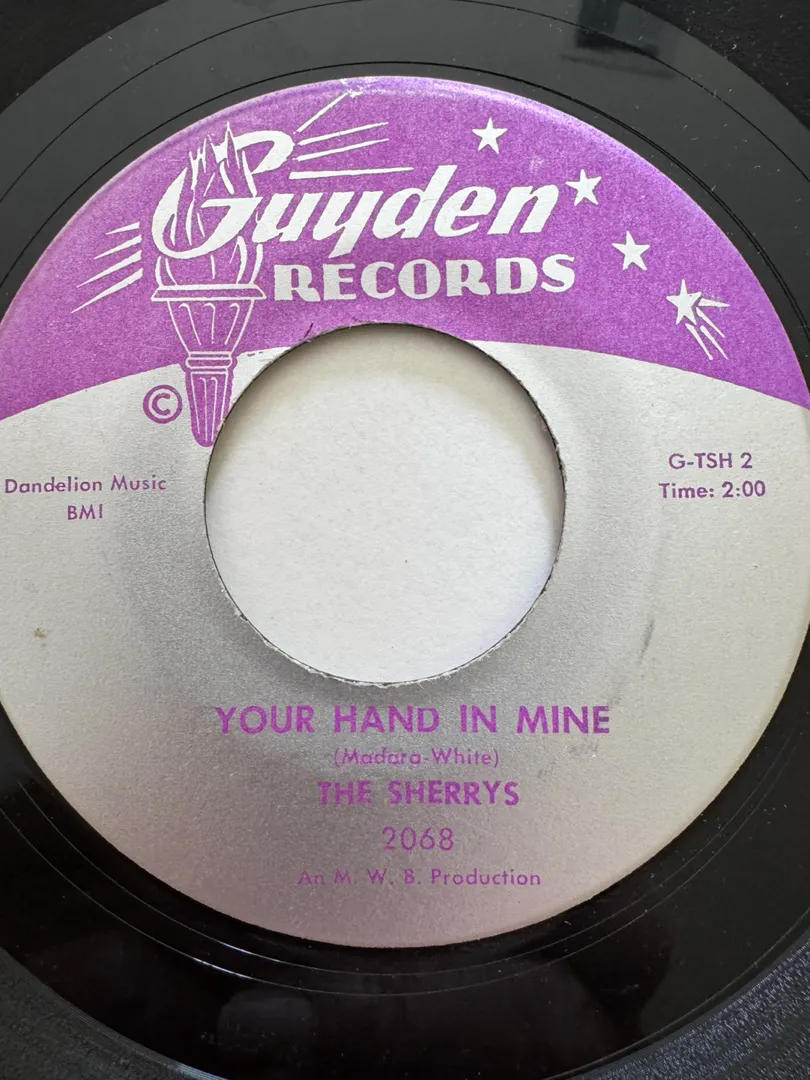 Guyden
RECORDS
©
Dandelion Music
BMI
G-TSH 2
Time: 2:00
YOUR HAND IN MINE
(Madara-White)
THE SHERRYS
2068
An M. W. B. Production